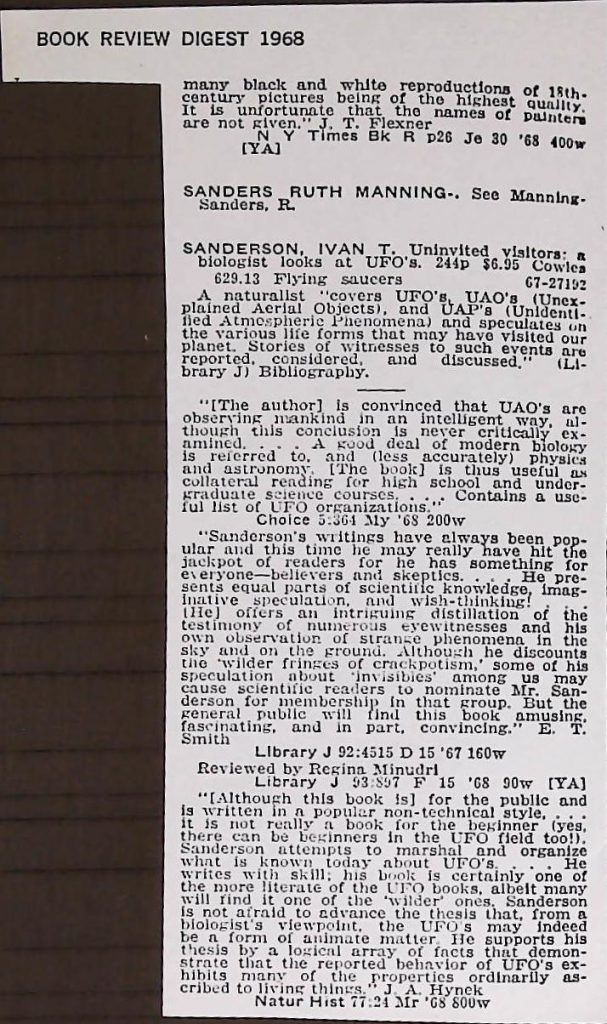 BOOK REVIEW DIGEST 1968
many black and white reproductions of 18th-
century pictures being of the highest quality.
It is unfortunate that the names of painters
are not given." J. T. Flexner
N Y Times Bk R p26 Je 30 '68 400w
[YA]
SANDERS RUTH MANNING-. See Manning-
Sanders, R.
SANDERSON, IVAN T. Uninvited visitors; a
biologist looks at UFO's. 244p $6.95 Cowles
629.13 Flying saucers 67-27192
A naturalist "covers UFO's, UAO's (Unex-
plained Aerial Objects), and UAP's (Unidenti-
fied Atmospheric Phenomena) and speculates on
the various life forms that may have visited our
planet. Stories of witnesses to such events are
reported, considered, and discussed." (Li-
brary J) Bibliography.
"[The author] is convinced that UAO's are
observing mankind in an intelligent way, al-
though this conclusion is never critically ex-
amined. . . . A good deal of modern biology
is referred to, and (less accurately) physics
and astronomy. [The book] is thus useful as
collateral reading for high school and under-
graduate science courses. . . . Contains a use-
ful list of UFO organizations."
Choice 5:364 My '68 200w
"Sanderson's writings have always been pop-
ular and this time he may really have hit the
jackpot of readers for he has something for
everyone—believers and skeptics. . . . He pre-
sents equal parts of scientific knowledge, imag-
inative speculation, and wish-thinking! . . .
[He] offers an intriguing distillation of the
testimony of numerous eyewitnesses and his
own observation of strange phenomena in the
sky and on the ground. Although he discounts
the 'wilder fringes of crackpotism,' some of his
speculation about 'invisibles' among us may
cause scientific readers to nominate Mr. San-
derson for membership in that group. But the
general public will find this book amusing,
fascinating, and in part, convincing." E. T.
Smith
Library J 92:4515 D 15 '67 160w
Reviewed by Regina Minudri
Library J 93:897 F 15 '68 90w [YA]
"[Although this book is] for the public and
is written in a popular non-technical style, . . .
it is not really a book for the beginner (yes,
there can be beginners in the UFO field too!).
Sanderson attempts to marshal and organize
what is known today about UFO's. . . . He
writes with skill; his book is certainly one of
the more literate of the UFO books, albeit many
will find it one of the 'wilder' ones. Sanderson
is not afraid to advance the thesis that, from a
biologist's viewpoint, the UFO's may indeed
be a form of animate matter. He supports his
thesis by a logical array of facts that demon-
strate that the reported behavior of UFO's ex-
hibits many of the properties ordinarily as-
cribed to living things." J. A. Hynek
Natur Hist 77:24 Mr '68 800w